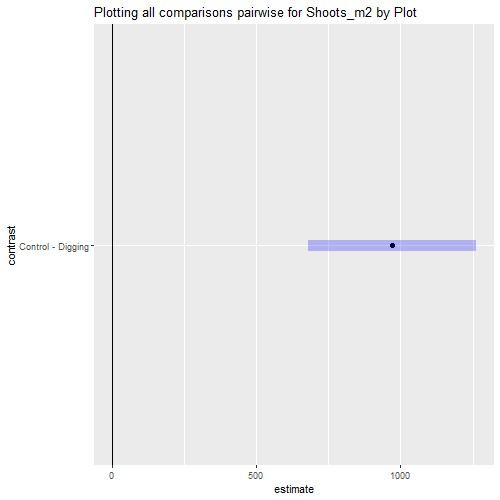 Plotting all comparisons pairwise for Shoots_m2 by Plot
contrast
Control - Digging
0 500 1000
estimate